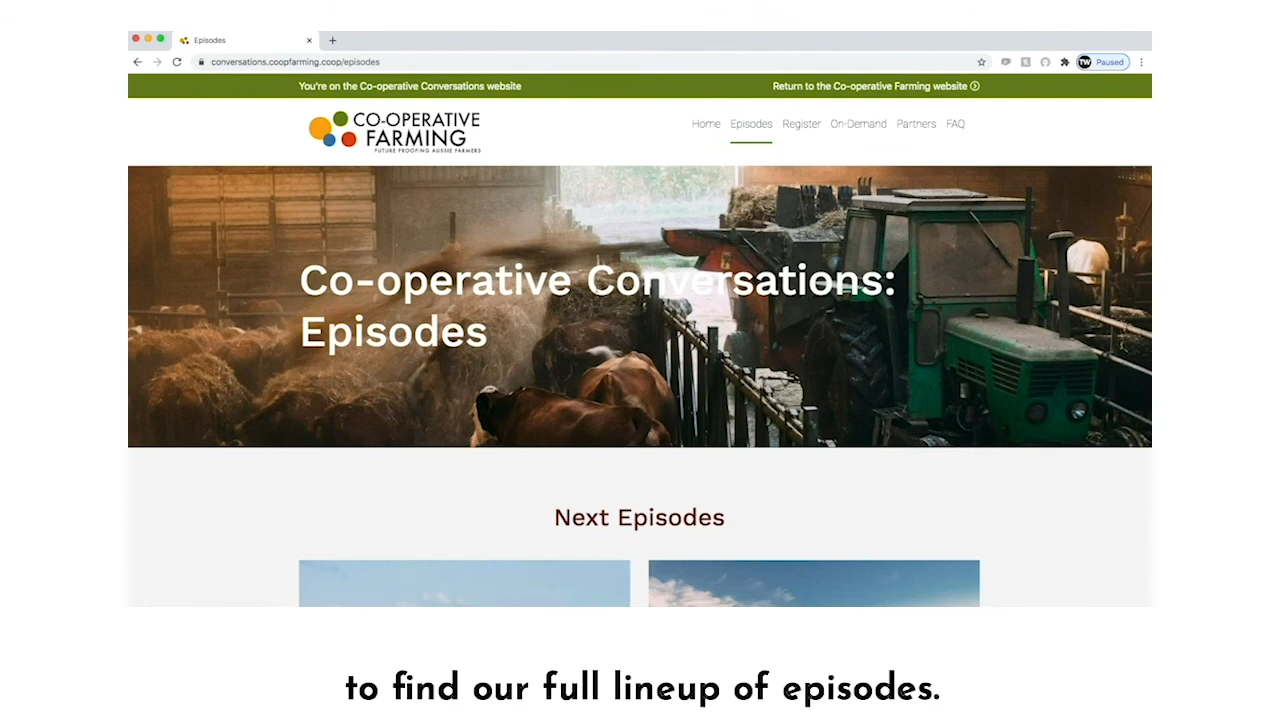 Episodes
conversations.coopfarming.coop/episodes
TW Paused
You're on the Co-operative Conversations website
Return to the Co-operative Farming website
CO-OPERATIVE
FARMING
FUTURE PROOFING AUSSIE FARMERS
Home Episodes Register On-Demand Partners FAQ
Co-operative Conversations:
Episodes
Next Episodes
to find our full lineup of episodes.